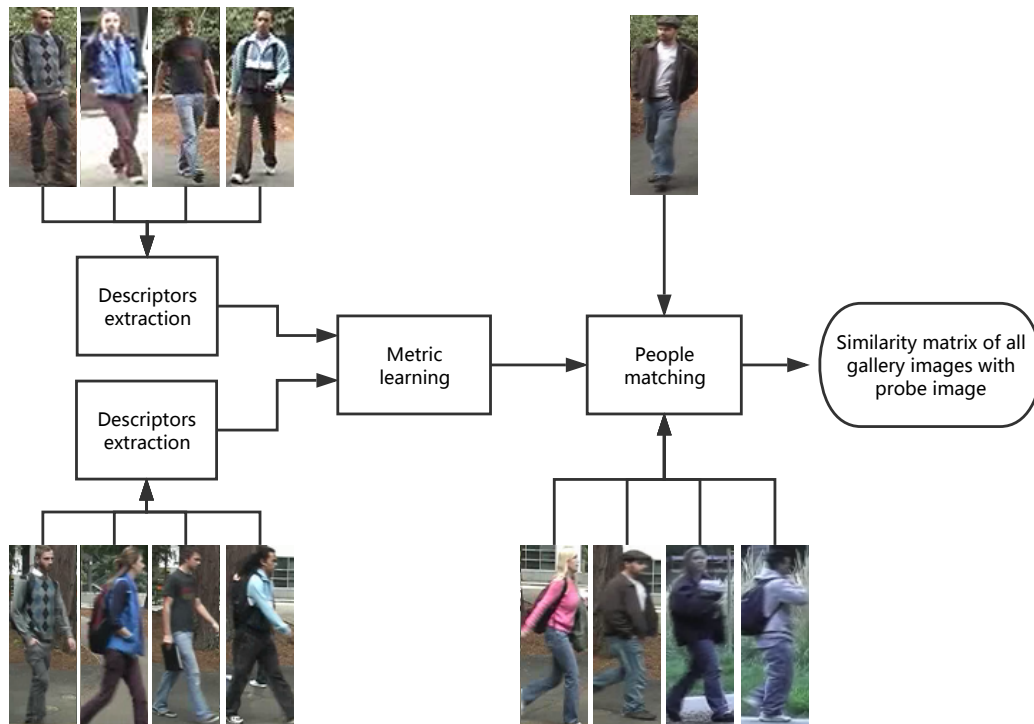 Descriptors
extraction
Descriptors
extraction
Metric
learning
People
matching
Similarity matrix of all
gallery images with
probe image